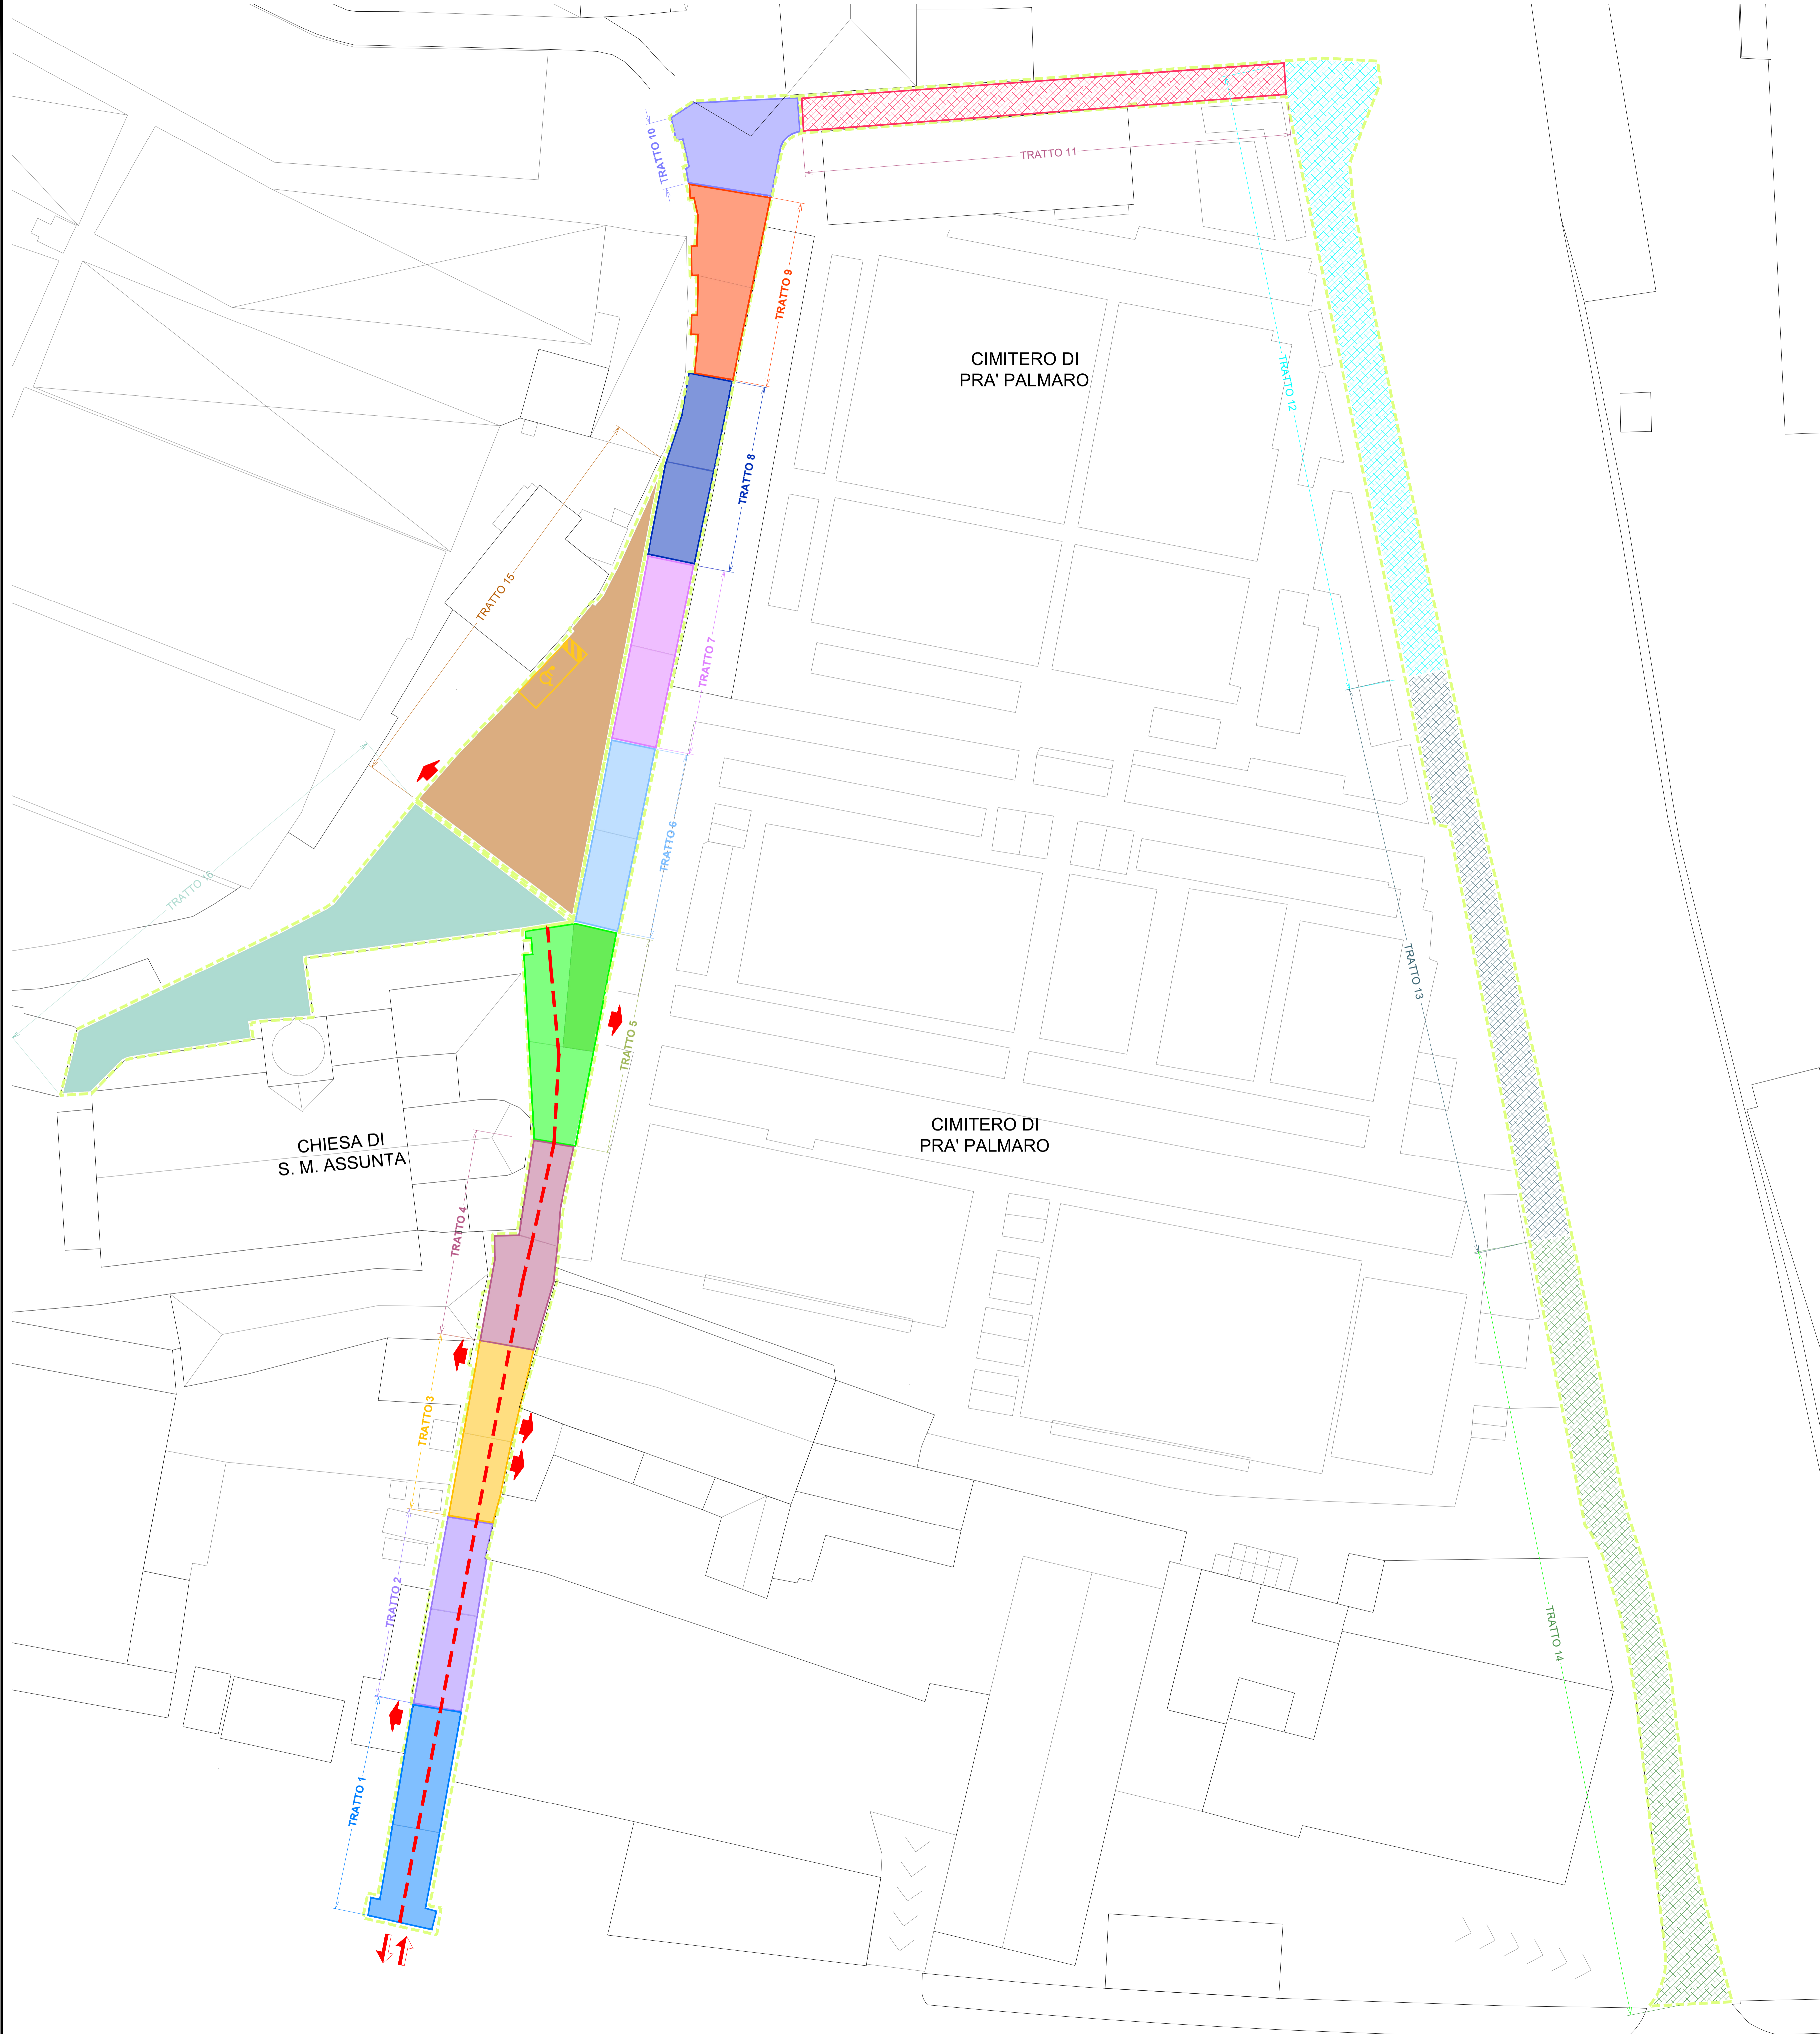 TRATTO 10
TRATTO 11
TRATTO 9
CIMITERO DI
PRA' PALMARO
TRATTO 12
TRATTO 8
TRATTO 15
TRATTO 7
TRATTO 6
TRATTO 16
TRATTO 13
TRATTO 5
CIMITERO DI
PRA' PALMARO
CHIESA DI
S. M. ASSUNTA
TRATTO 4
TRATTO 3
TRATTO 2
TRATTO 14
TRATTO 1